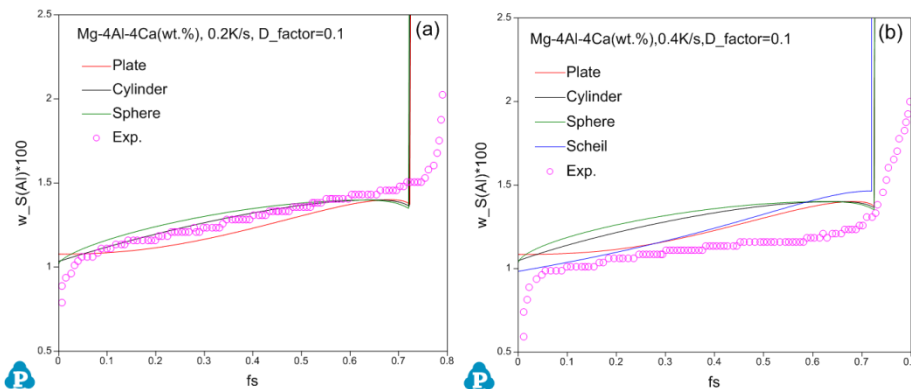 Mg-4Al-4Ca(wt.%), 0.2K/s, D_factor=0.1
(a)
Plate
Cylinder
Sphere
Exp.
w_S(Al)*100
2.5
2
1.5
1
0.5
0
0.1
0.2
0.3
0.4
0.5
0.6
0.7
0.8
fs
P
Mg-4Al-4Ca(wt.%),0.4K/s,D_factor=0.1
(b)
Plate
Cylinder
Sphere
Scheil
Exp.
w_S(Al)*100
2.5
2
1.5
1
0.5
0
0.1
0.2
0.3
0.4
0.5
0.6
0.7
0.8
fs
P